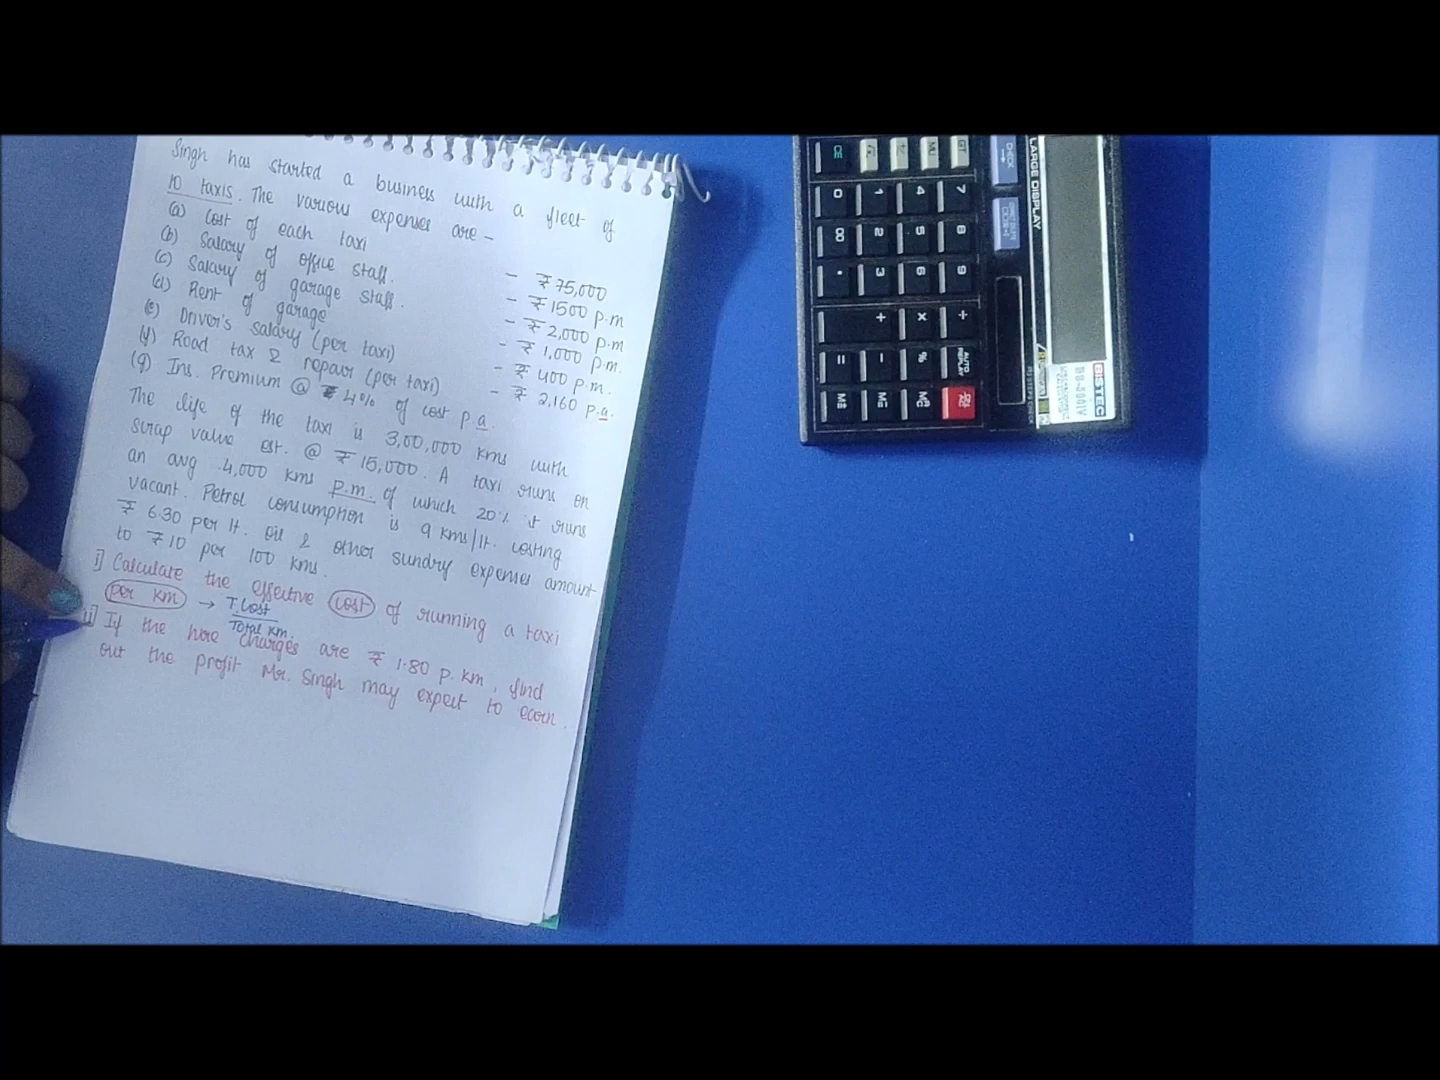 Singh has started a business with a fleet of
10 taxis. The various expenses are -
(a) Cost of each taxi - ₹ 75,000
(b) Salary of office staff. - ₹ 1500 p.m
(c) Salary of garage staff. - ₹ 2,000 p.m
(d) Rent of garage - ₹ 1,000 p.m.
(e) Driver's salary (per taxi) - ₹ 400 p.m.
(f) Road tax & repair (per taxi) - ₹ 2,160 p.a.
(g) Ins. Premium @ 4% of cost p.a.
The life of the taxi is 3,00,000 kms with
scrap value est. @ ₹ 15,000. A taxi runs on
an avg 4,000 kms p.m. of which 20% it runs
vacant. Petrol consumption is 9 kms/lt. costing
₹ 6.30 per lt. Oil & other sundry expenses amount
to ₹ 10 per 100 kms.
i] Calculate the effective cost of running a taxi
per km → T.Cost
Total km.
ii] If the hire charges are ₹ 1.80 p.km, find
out the profit Mr. Singh may expect to earn.
LARGE DISPLAY
CHECK
CE
MU
GT
0
1
4
7
00
2
5
8
.
3
6
9
+
×
÷
=
-
%
AUTO REPLAY